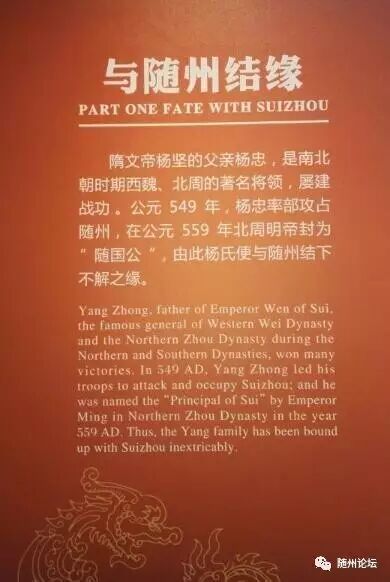 与随州结缘
PART ONE FATE WITH SUIZHOU
隋文帝杨坚的父亲杨忠，是南北
朝时期西魏、北周的著名将领，屡建
战功。公元 549 年，杨忠率部攻占
随州，在公元 559 年北周明帝封为
”随国公“，由此杨氏便与随州结下
不解之缘。
Yang Zhong, father of Emperor Wen of Sui,
the famous general of Western Wei Dynasty
and the Northern Zhou Dynasty during the
Northern and Southern Dynasties, won many
victories. In 549 AD, Yang Zhong led his
troops to attack and occupy Suizhou; and he
was named the "Principal of Sui" by Emperor
Ming in Northern Zhou Dynasty in the year
559 AD. Thus, the Yang family has been bound
up with Suizhou inextricably.
随州论坛